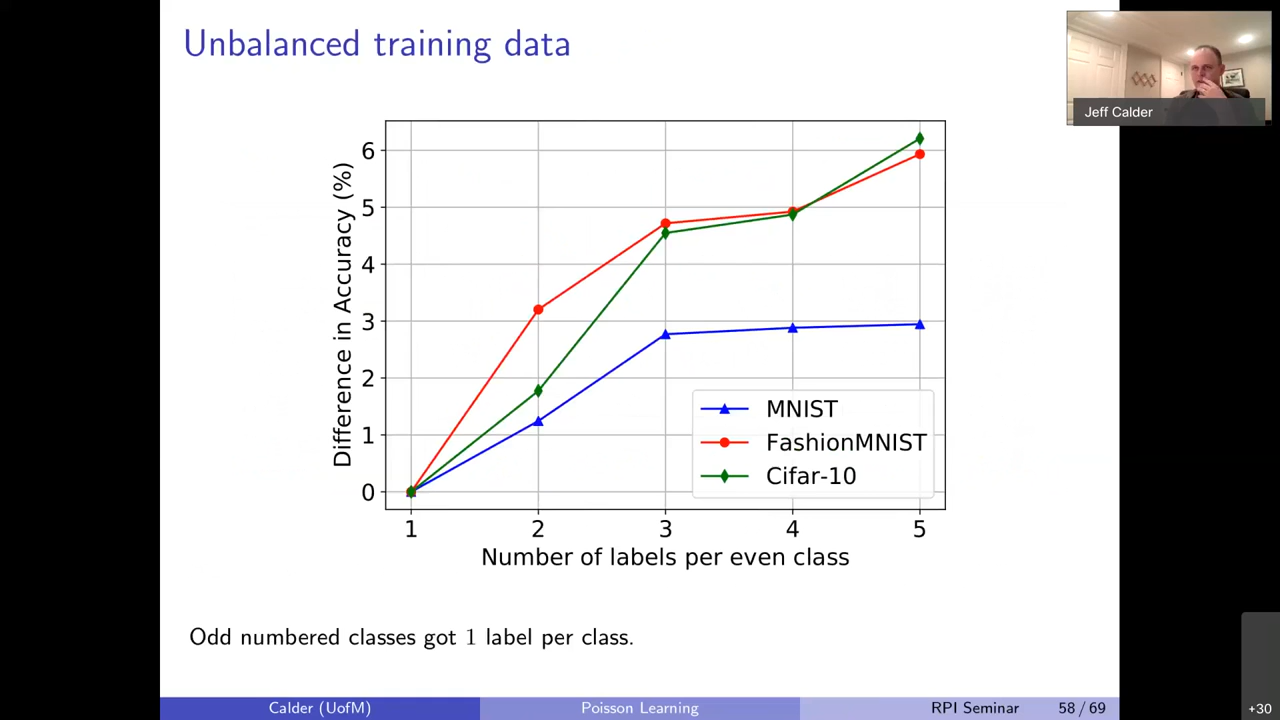 Unbalanced training data
Jeff Calder
Difference in Accuracy (%)
6
5
4
3
2
1
0
MNIST
FashionMNIST
Cifar-10
1 2 3 4 5
Number of labels per even class
Odd numbered classes got 1 label per class.
Calder (UofM) Poisson Learning RPI Seminar 58 / 69
+30